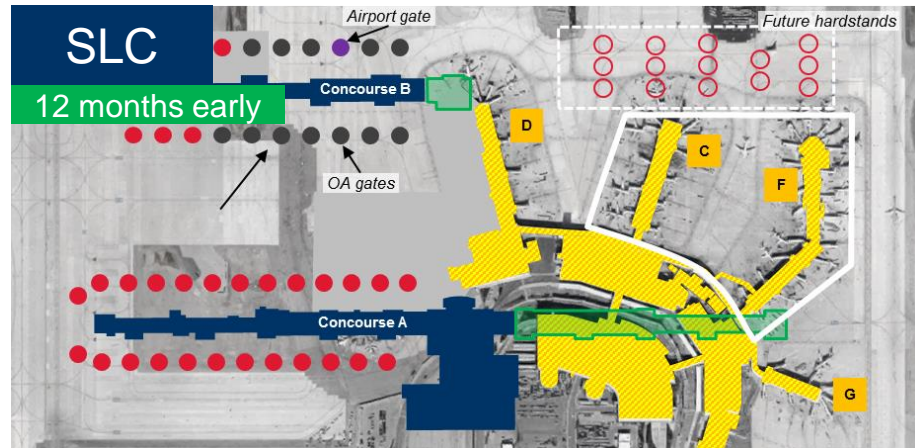 SLC
12 months early
Airport gate
Future hardstands
Concourse B
D
C
F
OA gates
Concourse A
G